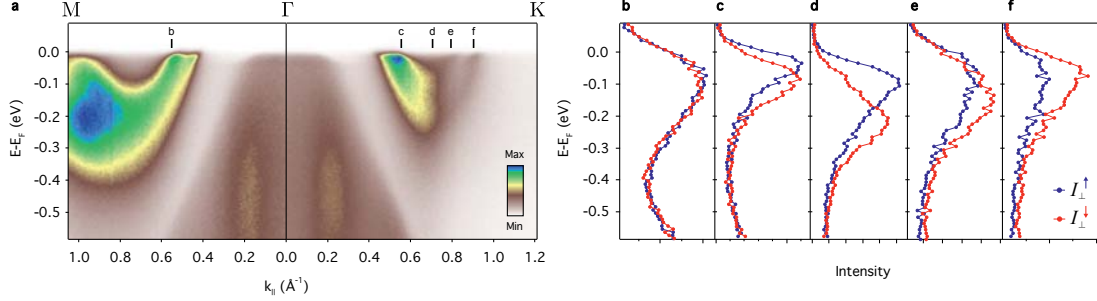 a b c d e f
M Γ K
b c d e f
0.0 -0.1 -0.2 -0.3 -0.4 -0.5
E-E_F (eV)
Max
Min
1.0 0.8 0.6 0.4 0.2 0.0 0.2 0.4 0.6 0.8 1.0 1.2
k_|| (Å⁻¹)
0.0 -0.1 -0.2 -0.3 -0.4 -0.5
E-E_F (eV)
I_⊥^↑
I_⊥^↓
Intensity